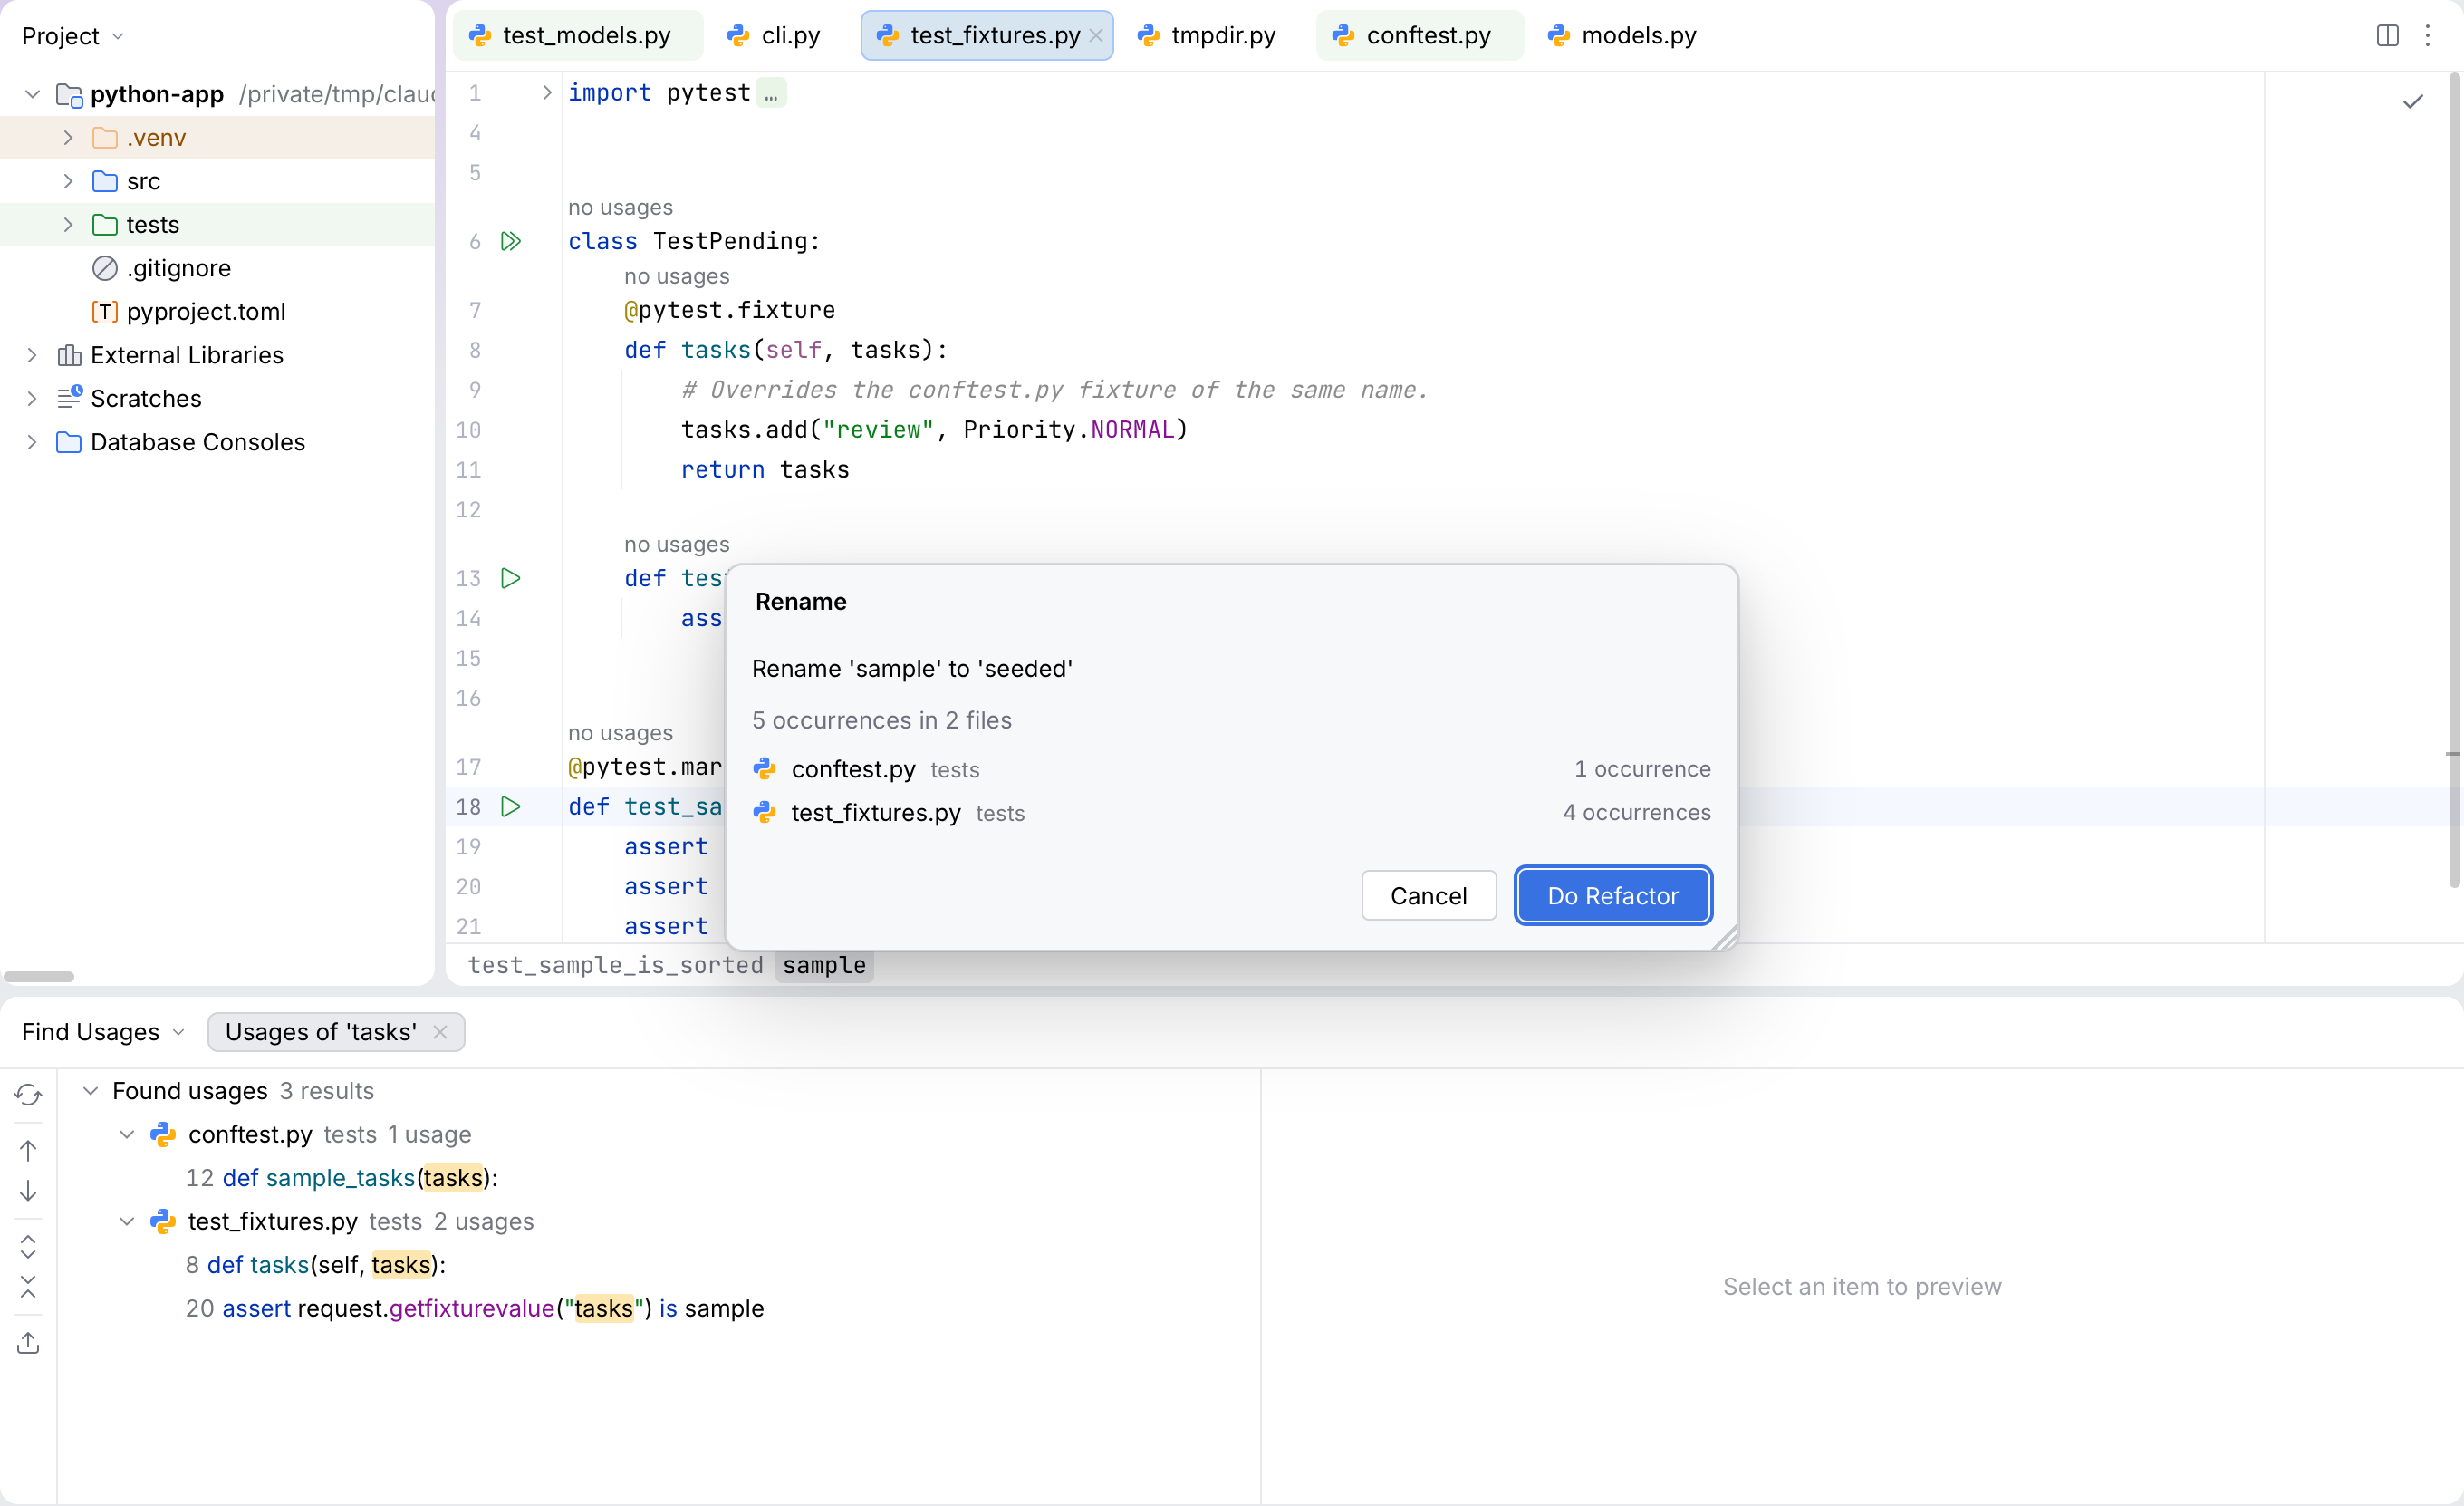 Project
python-app /private/tmp/clauc
.venv
src
tests
.gitignore
pyproject.toml
External Libraries
Scratches
Database Consoles
test_models.py cli.py test_fixtures.py tmpdir.py conftest.py models.py
1 import pytest ...
4
5
no usages
6 class TestPending:
no usages
7 @pytest.fixture
8 def tasks(self, tasks):
9 # Overrides the conftest.py fixture of the same name.
10 tasks.add("review", Priority.NORMAL)
11 return tasks
12
no usages
13 def tes
14 ass
15
16
no usages
17 @pytest.mar
18 def test_sa
19 assert
20 assert
21 assert
test_sample_is_sorted sample
Rename
Rename 'sample' to 'seeded'
5 occurrences in 2 files
conftest.py tests 1 occurrence
test_fixtures.py tests 4 occurrences
Cancel Do Refactor
Find Usages Usages of 'tasks'
Found usages 3 results
conftest.py tests 1 usage
12 def sample_tasks(tasks):
test_fixtures.py tests 2 usages
8 def tasks(self, tasks):
20 assert request.getfixturevalue("tasks") is sample
Select an item to preview